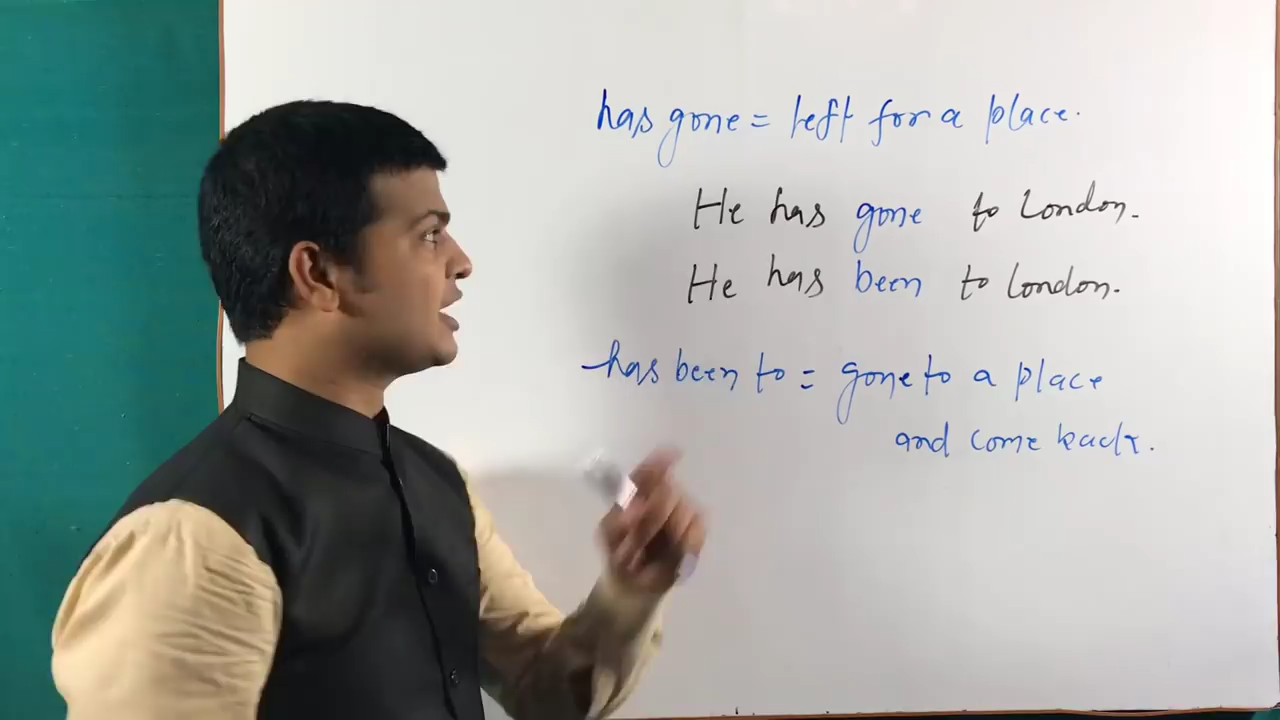 has gone = left for a place.
He has gone to London.
He has been to london.
has been to = gone to a place
and come back.